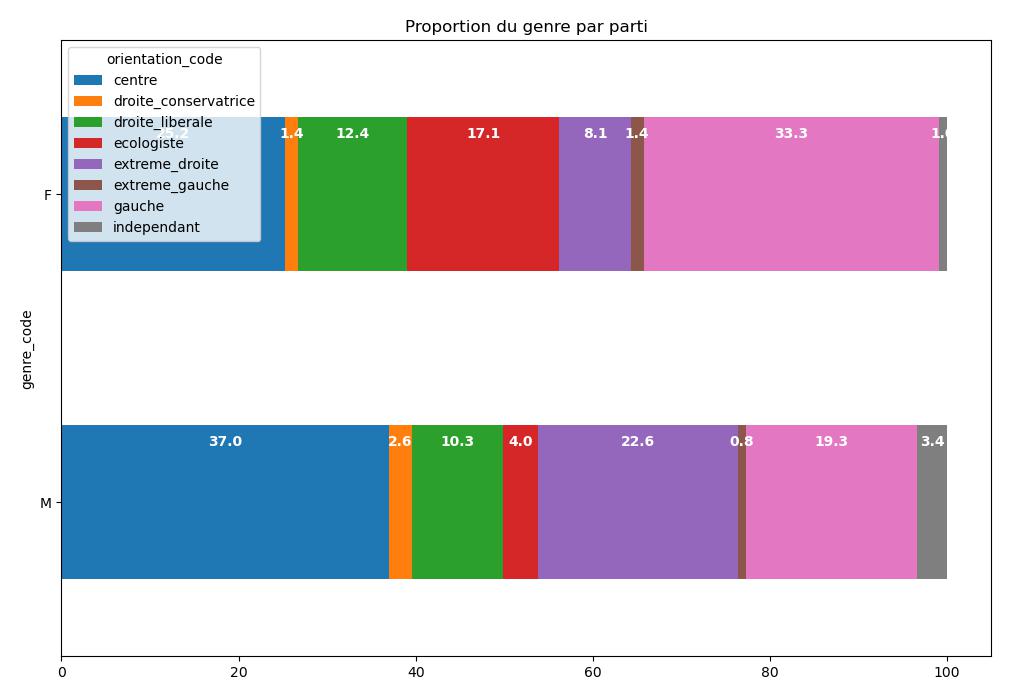 Proportion du genre par parti
orientation_code
centre
droite_conservatrice
droite_liberale
ecologiste
extreme_droite
extreme_gauche
gauche
independant
25.2 1.4 12.4 17.1 8.1 1.4 33.3
F
genre_code
37.0 2.6 10.3 4.0 22.6 0.8 19.3 3.4
M
0 20 40 60 80 100